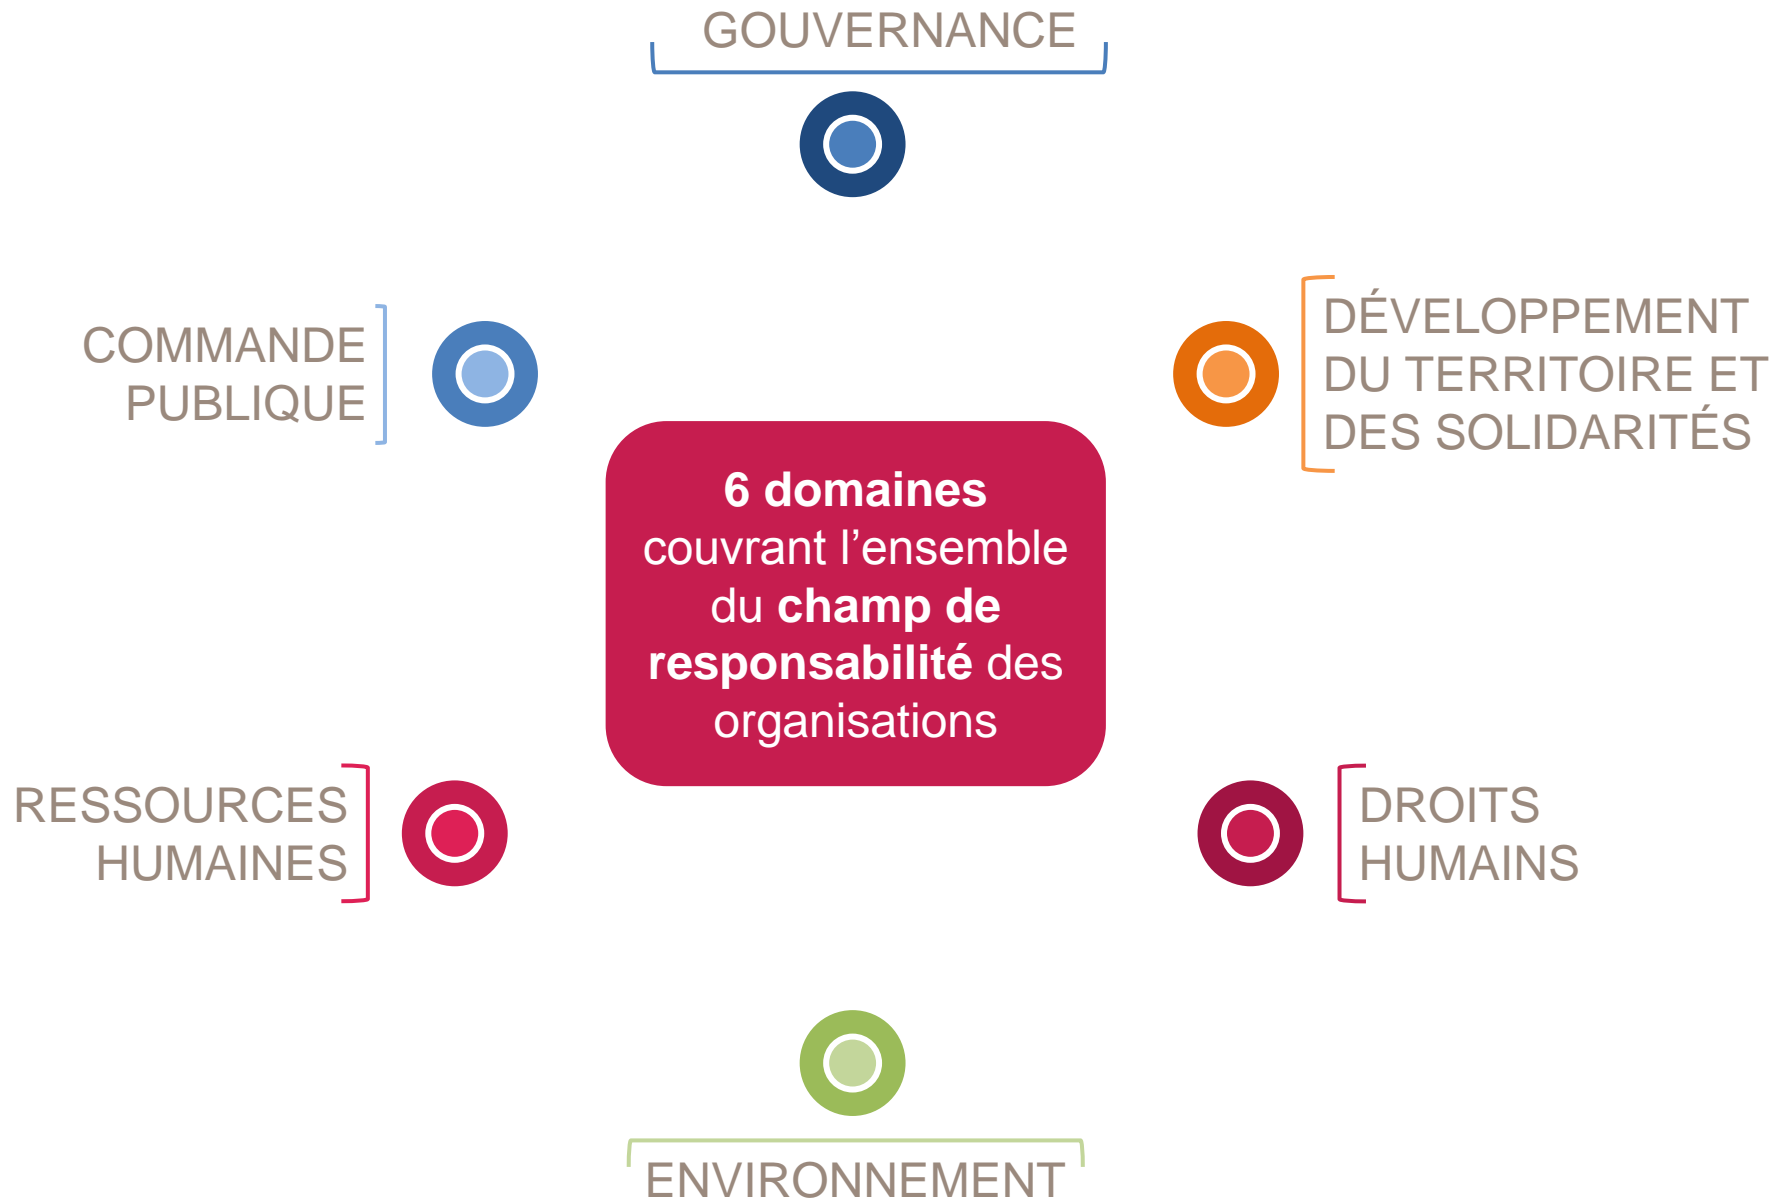 GOUVERNANCE
COMMANDE
PUBLIQUE
DÉVELOPPEMENT
DU TERRITOIRE ET
DES SOLIDARITÉS
6 domaines
couvrant l’ensemble
du champ de
responsabilité des
organisations
RESSOURCES
HUMAINES
DROITS
HUMAINS
ENVIRONNEMENT